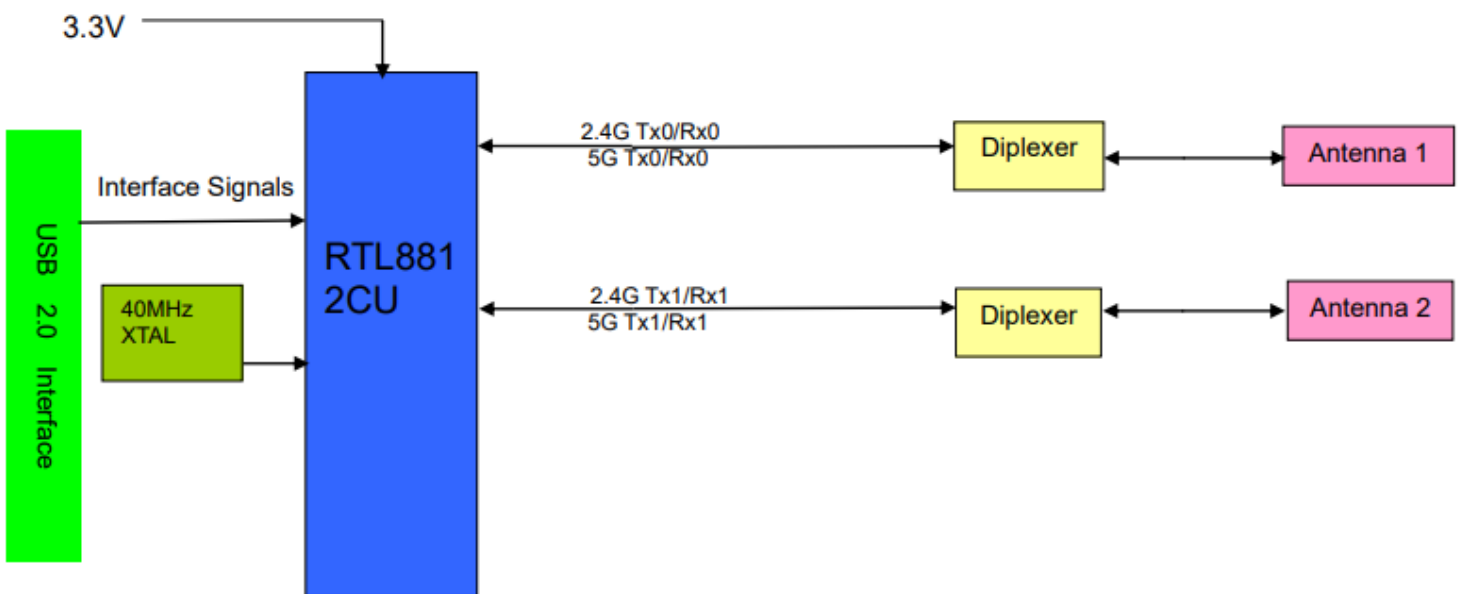 3.3V
2.4G Tx0/Rx0
5G Tx0/Rx0
Diplexer
Antenna 1
Interface Signals
USB 2.0 Interface
RTL881
2CU
40MHz
XTAL
2.4G Tx1/Rx1
5G Tx1/Rx1
Diplexer
Antenna 2